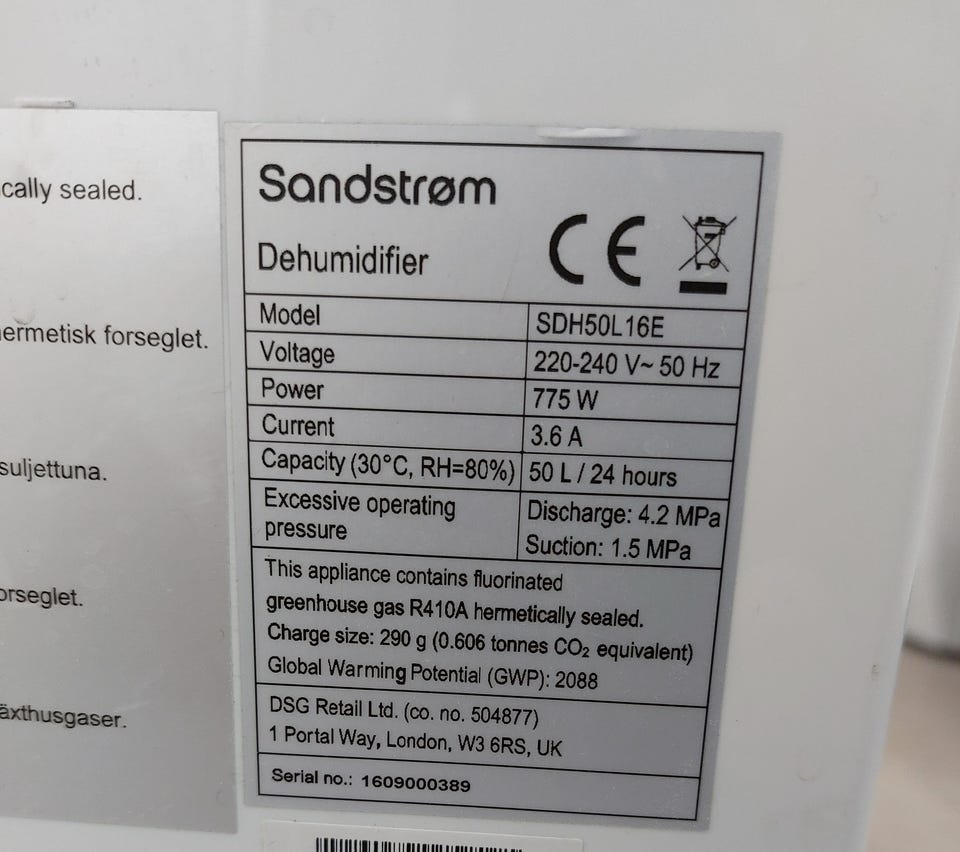 cally sealed.
ermetisk forseglet.
suljettuna.
orseglet.
äxthusgaser.
Sandstrøm
Dehumidifier
CE
Model SDH50L16E
Voltage 220-240 V~ 50 Hz
Power 775 W
Current 3.6 A
Capacity (30°C, RH=80%) 50 L / 24 hours
Excessive operating pressure Discharge: 4.2 MPa
Suction: 1.5 MPa
This appliance contains fluorinated
greenhouse gas R410A hermetically sealed.
Charge size: 290 g (0.606 tonnes CO₂ equivalent)
Global Warming Potential (GWP): 2088
DSG Retail Ltd. (co. no. 504877)
1 Portal Way, London, W3 6RS, UK
Serial no.: 1609000389